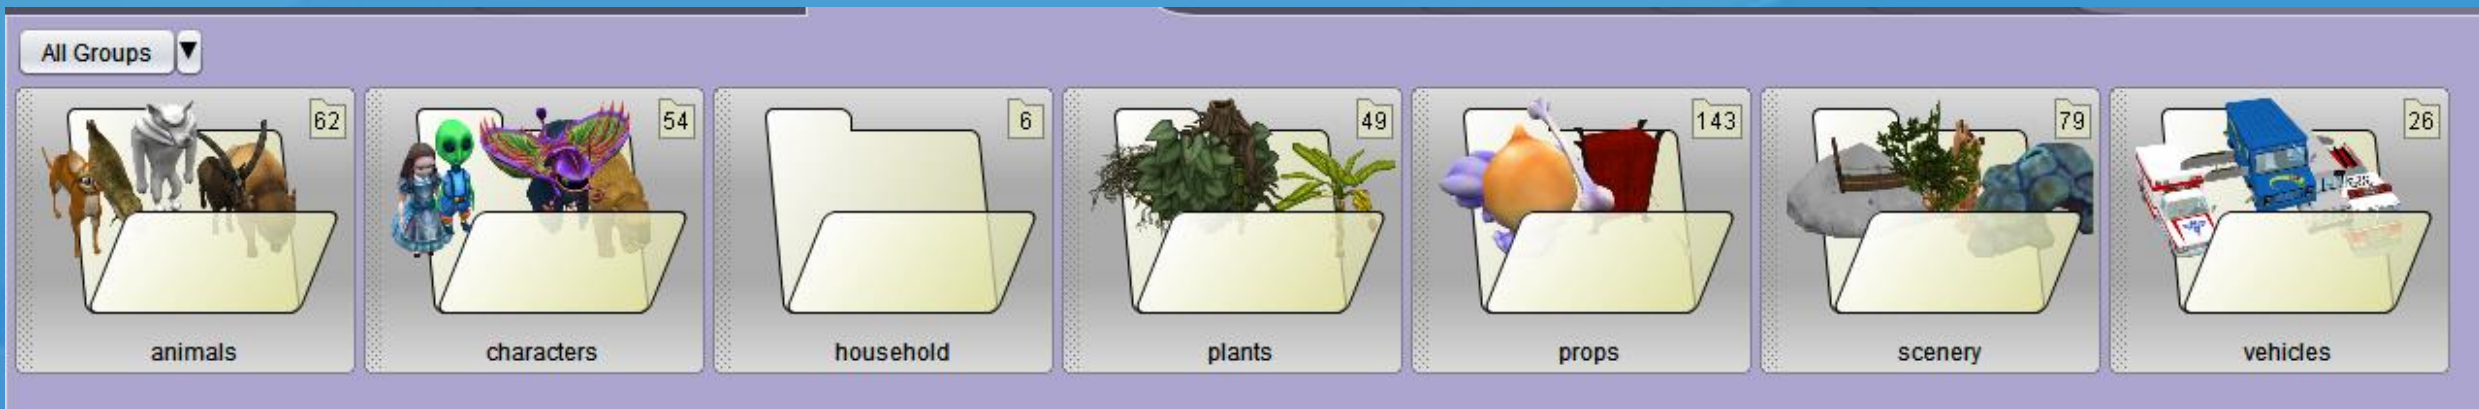 All Groups
62
54
6
49
143
79
26
animals
characters
household
plants
props
scenery
vehicles